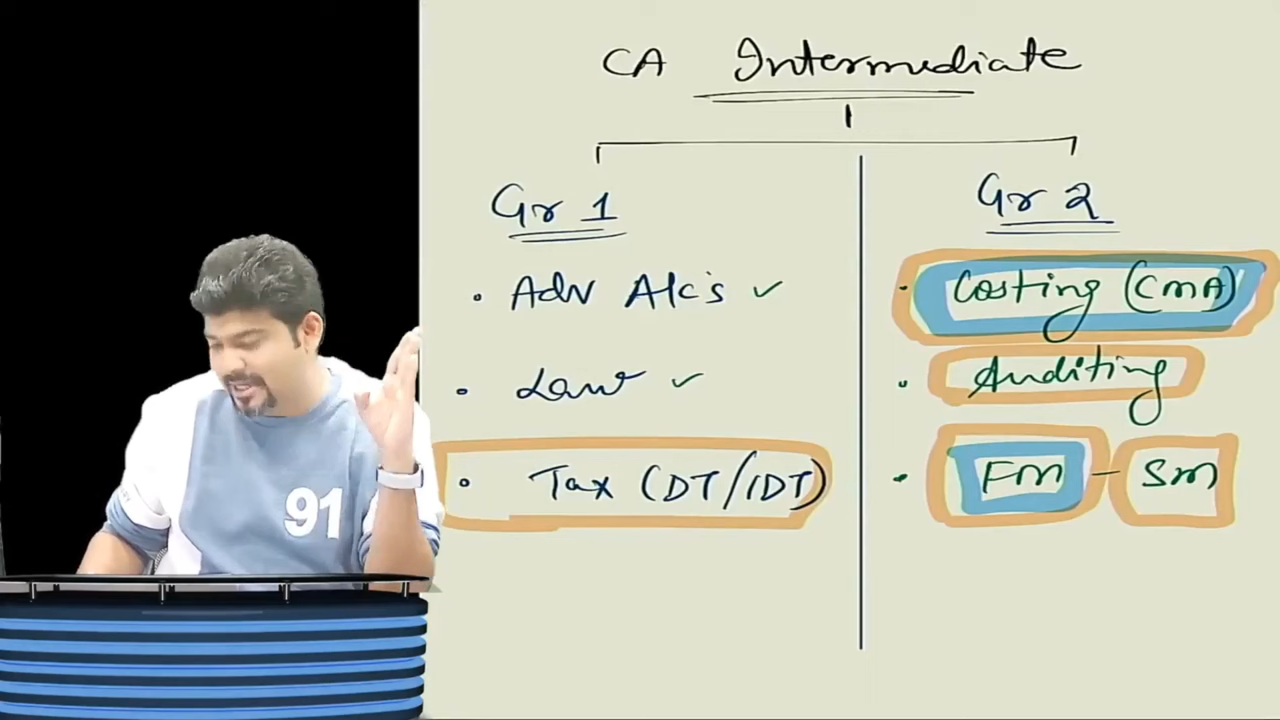 CA Intermediate
Gr 1
• Adv A/c's ✓
• Law ✓
• Tax (DT/IDT)
Gr 2
• Costing (CMA)
• Auditing
• FM - SM
91